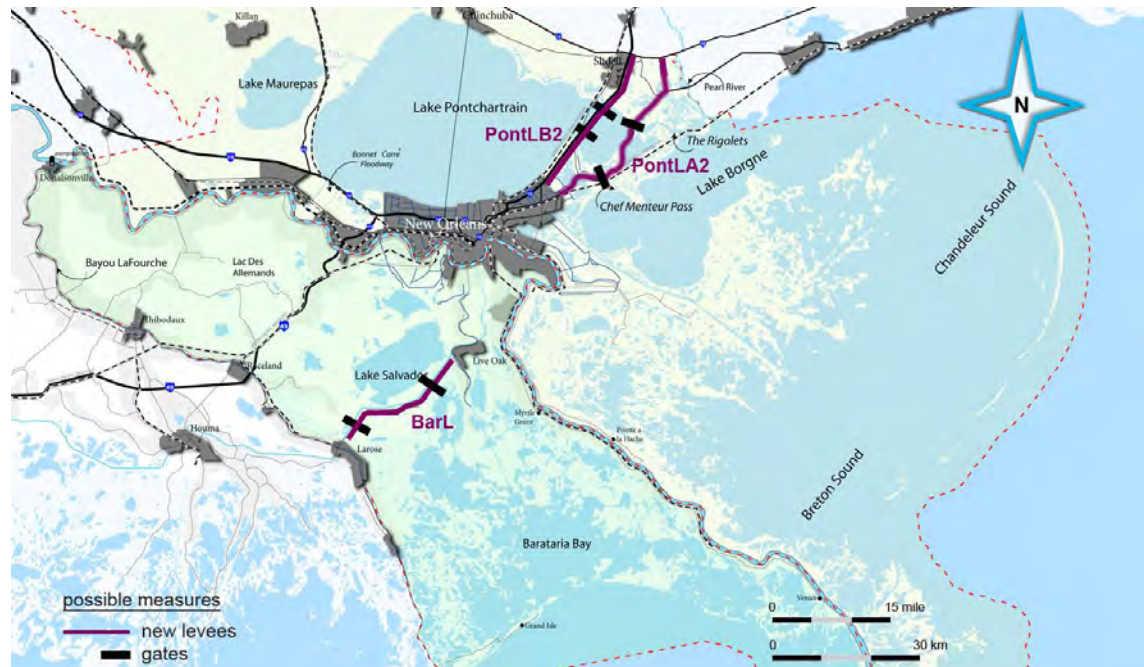 Killan
Chinchuba
Lake Maurepas
Slidell
Lake Pontchartrain
Pearl River
PontLB2
The Rigolets
PontLA2
Lake Borgne
Bonnet Carré
Floodway
Donalsonville
Chef Menteur Pass
New Orleans
Chandeleur Sound
Bayou LaFourche
Lac Des
Allemands
Thibodaux
Raceland
Live Oak
Lake Salvador
BarL
Myrtle
Grove
Pointe a
la Hache
Houma
Larose
Breton Sound
Barataria Bay
Venice
Grand Isle
N
possible measures
new levees
gates
0 15 mile
0 30 km